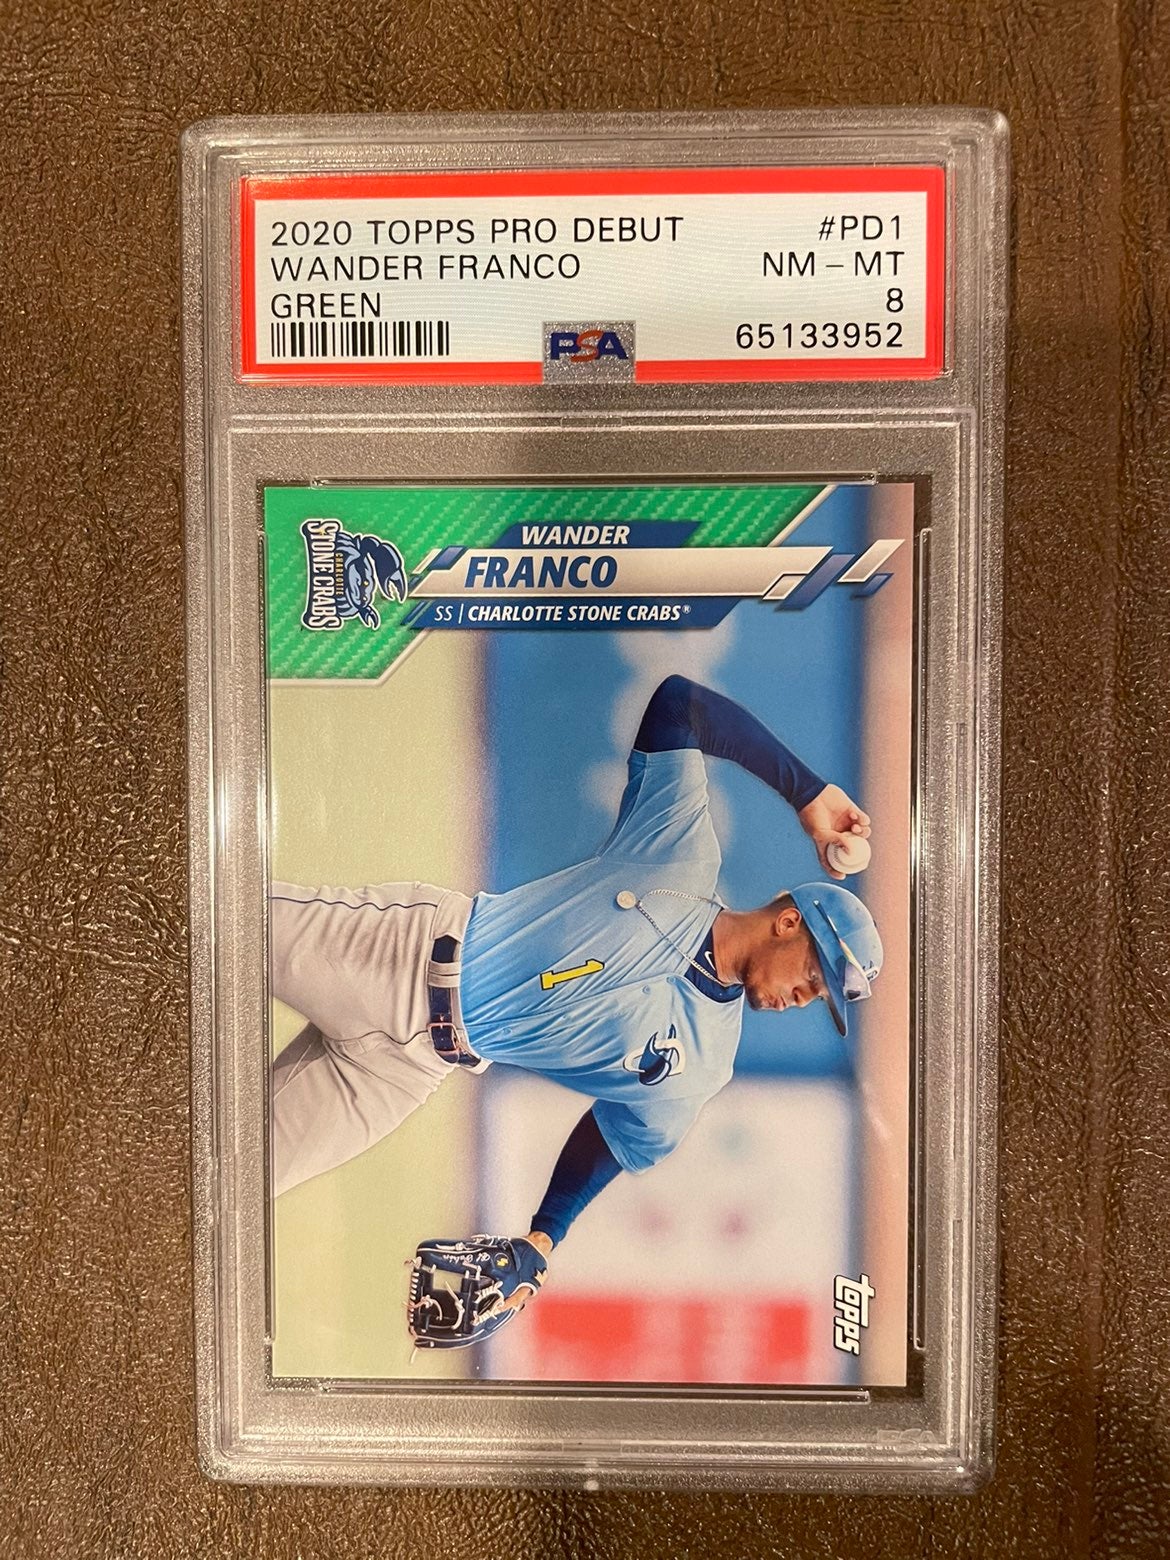 2020 TOPPS PRO DEBUT #PD1
WANDER FRANCO NM - MT
GREEN 8
65133952
PSA
WANDER
FRANCO
SS | CHARLOTTE STONE CRABS®
CHARLOTTE
STONE CRABS
1
topps